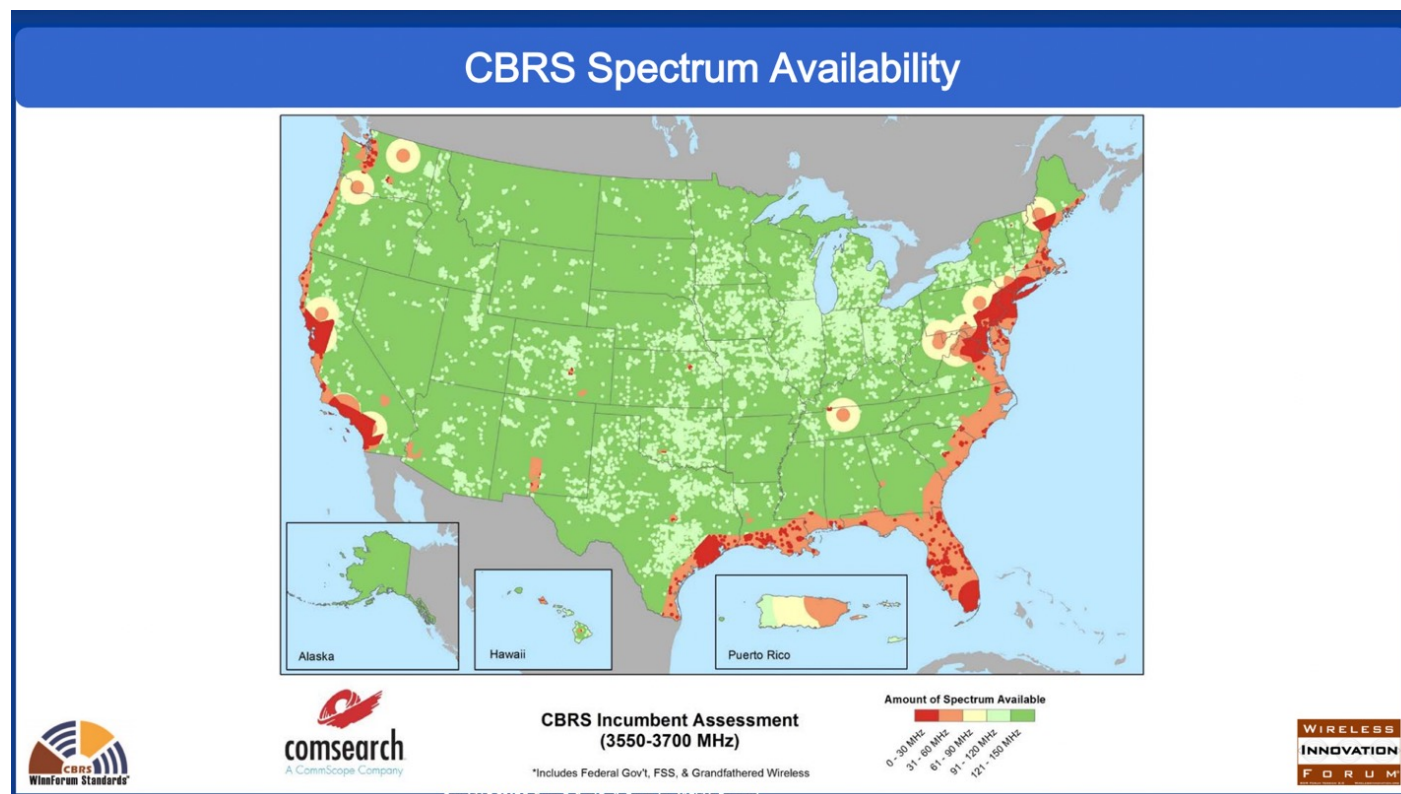 CBRS Spectrum Availability
Alaska
Hawaii
Puerto Rico
CBRS
WInnForum Standards®
comsearch
A CommScope Company
CBRS Incumbent Assessment
(3550-3700 MHz)
*Includes Federal Gov't, FSS, & Grandfathered Wireless
Amount of Spectrum Available
0 - 30 MHz
31 - 60 MHz
61 - 90 MHz
91 - 120 MHz
121 - 150 MHz
WIRELESS
INNOVATION
FORUM